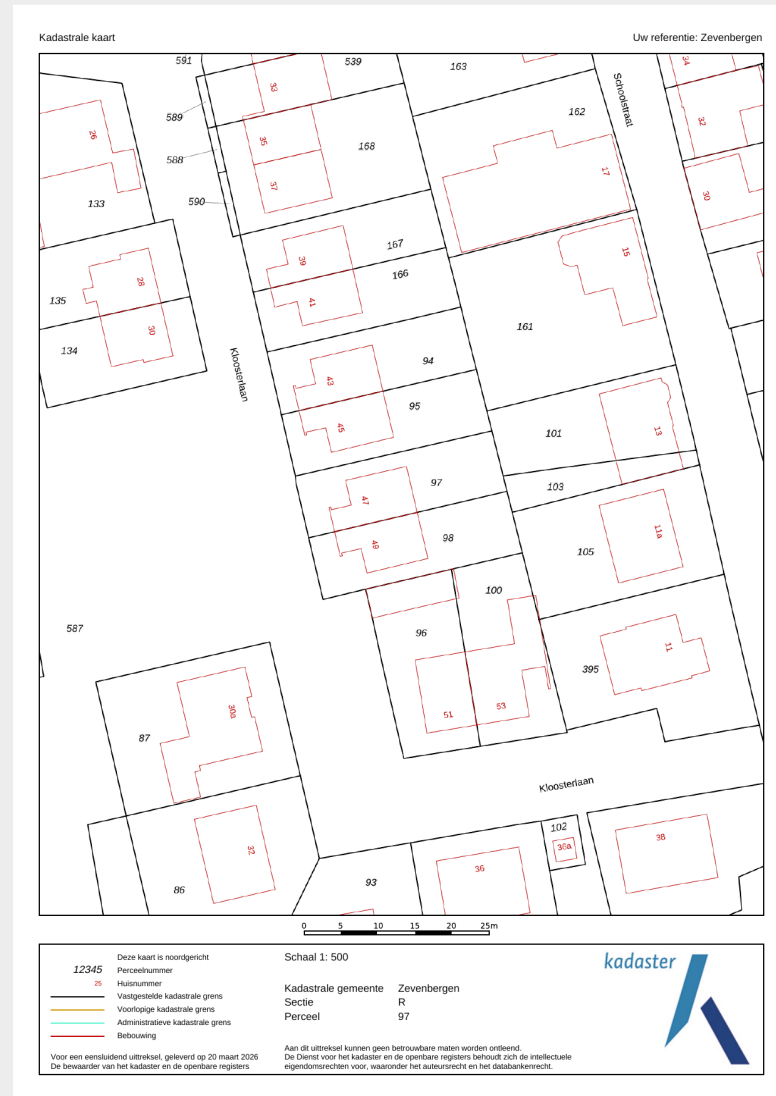 Kadastrale kaart
Uw referentie: Zevenbergen
591
539
163
34
33
589
162
Schoolstraat
32
26
35
168
588
37
17
30
590
133
39
167
15
28
166
135
41
30
161
134
Kloosterlaan
94
43
95
45
101
13
97
103
47
98
49
11a
105
100
587
96
11
395
51
53
30a
87
Kloosterlaan
102
38
36a
32
36
93
86
0 5 10 15 20 25m
Deze kaart is noordgericht
12345 Perceelnummer
25 Huisnummer
Vastgestelde kadastrale grens
Voorlopige kadastrale grens
Administratieve kadastrale grens
Bebouwing
Voor een eensluidend uittreksel, geleverd op 20 maart 2026
De bewaarder van het kadaster en de openbare registers
Schaal 1: 500
Kadastrale gemeente Zevenbergen
Sectie R
Perceel 97
Aan dit uittreksel kunnen geen betrouwbare maten worden ontleend.
De Dienst voor het kadaster en de openbare registers behoudt zich de intellectuele
eigendomsrechten voor, waaronder het auteursrecht en het databankenrecht.
kadaster